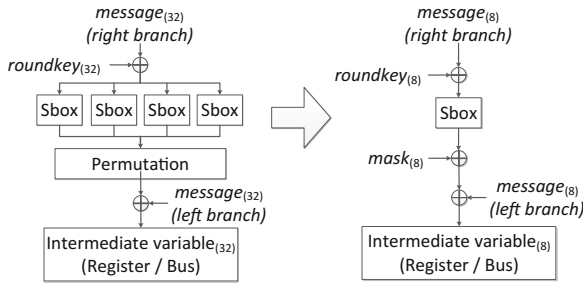 message(32)
(right branch)
roundkey(32)
Sbox Sbox Sbox Sbox
Permutation
message(32)
(left branch)
Intermediate variable(32)
(Register / Bus)
message(8)
(right branch)
roundkey(8)
Sbox
mask(8)
message(8)
(left branch)
Intermediate variable(8)
(Register / Bus)